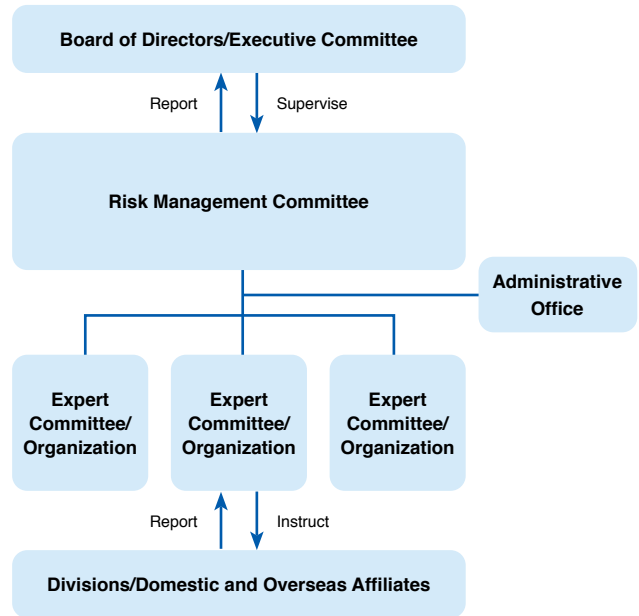 Board of Directors/Executive Committee
Report
Supervise
Risk Management Committee
Administrative
Office
Expert
Committee/
Organization
Expert
Committee/
Organization
Expert
Committee/
Organization
Report
Instruct
Divisions/Domestic and Overseas Affiliates